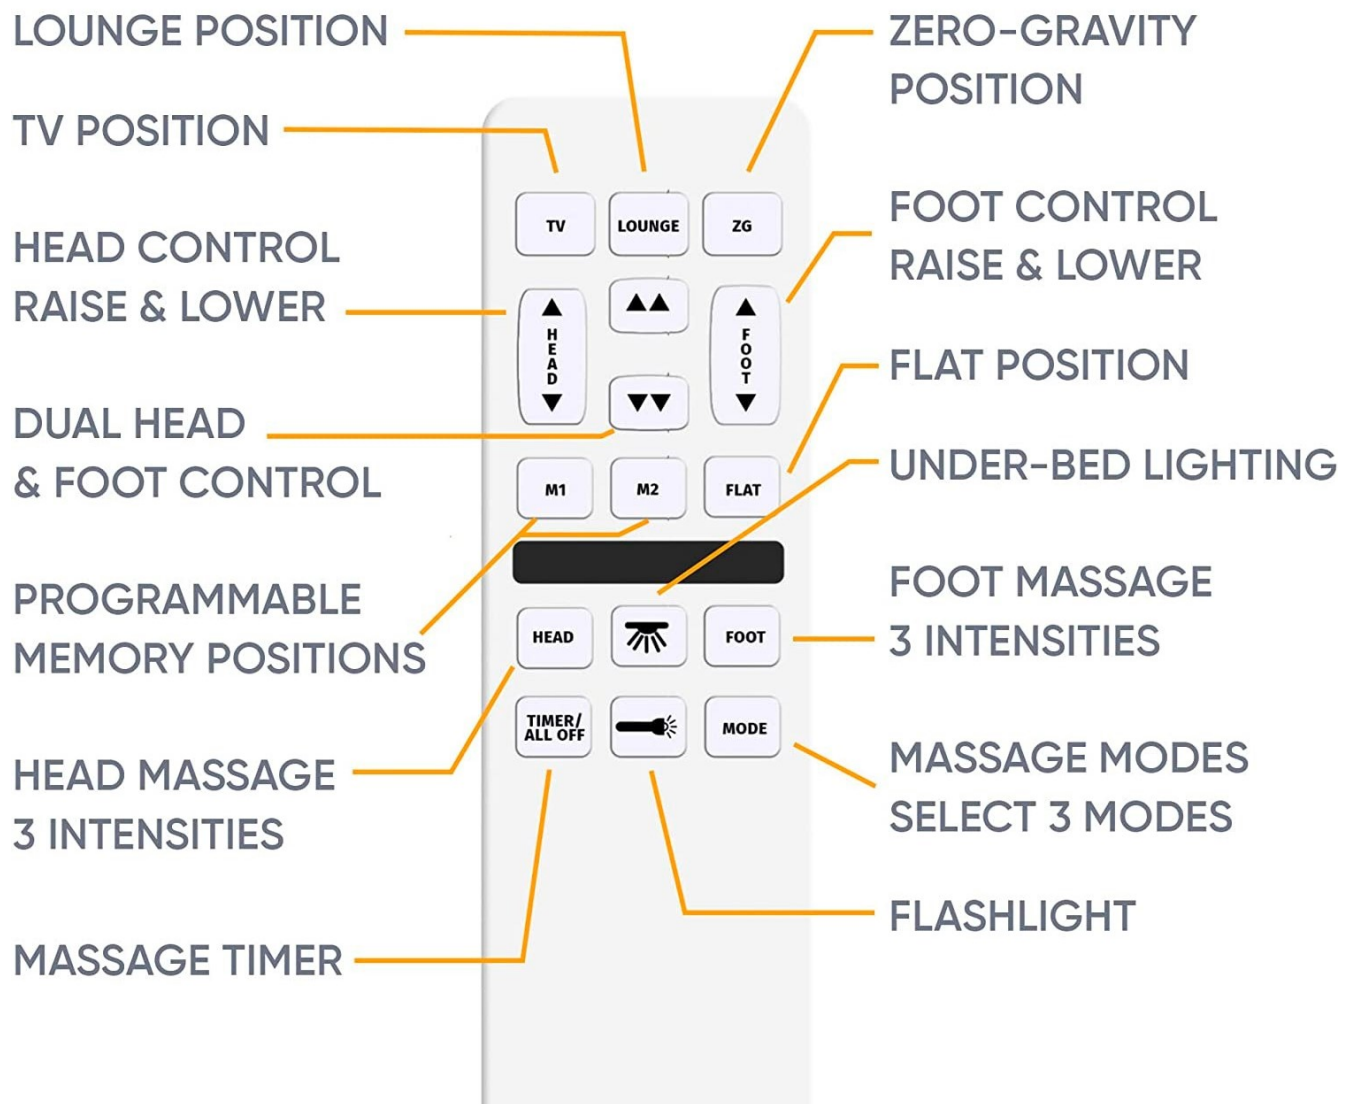 LOUNGE POSITION
ZERO-GRAVITY
POSITION
TV POSITION
TV
LOUNGE
ZG
FOOT CONTROL
RAISE & LOWER
HEAD CONTROL
RAISE & LOWER
HEAD
FOOT
FLAT POSITION
DUAL HEAD
& FOOT CONTROL
UNDER-BED LIGHTING
M1
M2
FLAT
PROGRAMMABLE
MEMORY POSITIONS
FOOT MASSAGE
3 INTENSITIES
HEAD
FOOT
TIMER/
ALL OFF
MODE
HEAD MASSAGE
3 INTENSITIES
MASSAGE MODES
SELECT 3 MODES
FLASHLIGHT
MASSAGE TIMER